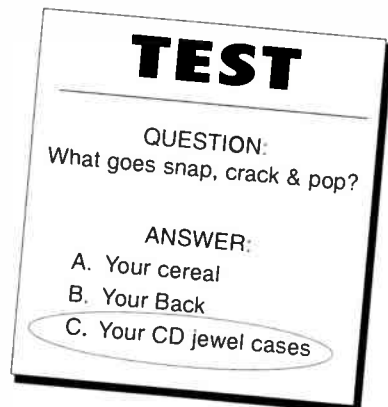 TEST
QUESTION:
What goes snap, crack & pop?
ANSWER:
A. Your cereal
B. Your Back
C. Your CD jewel cases